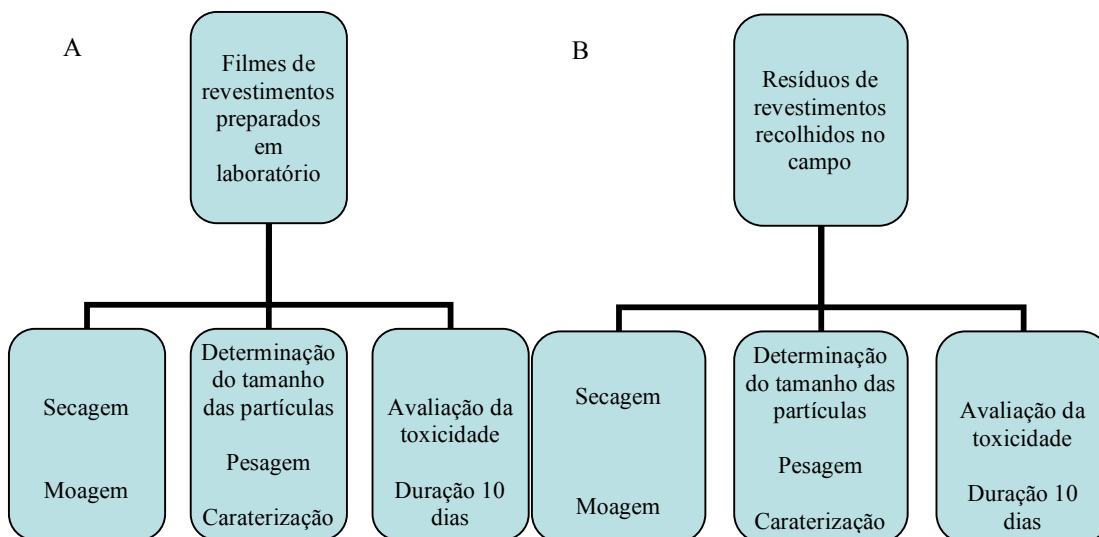 A
Filmes de
revestimentos
preparados
em
laboratório
Secagem
Moagem
Determinação
do tamanho
das partículas
Pesagem
Caraterização
Avaliação da
toxicidade
Duração 10
dias
B
Resíduos de
revestimentos
recolhidos no
campo
Secagem
Moagem
Determinação
do tamanho das
partículas
Pesagem
Caraterização
Avaliação da
toxicidade
Duração 10
dias